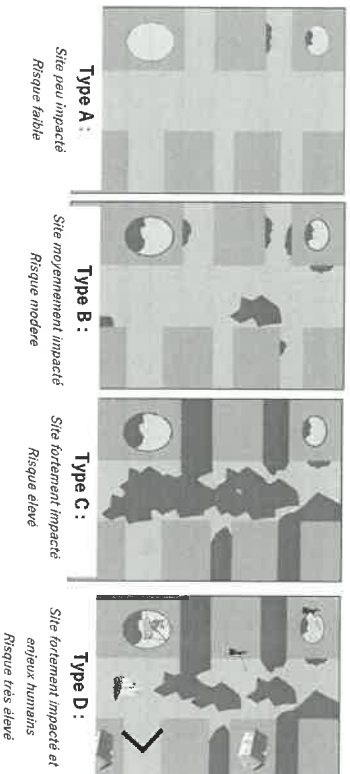 Type A :
Site peu impacté
Risque faible
Type B :
Site moyennement impacté
Risque modere
Type C :
Site fortement impacté
Risque élevé
Type D :
Site fortement impacté et
enjeux humains
Risque très élevé